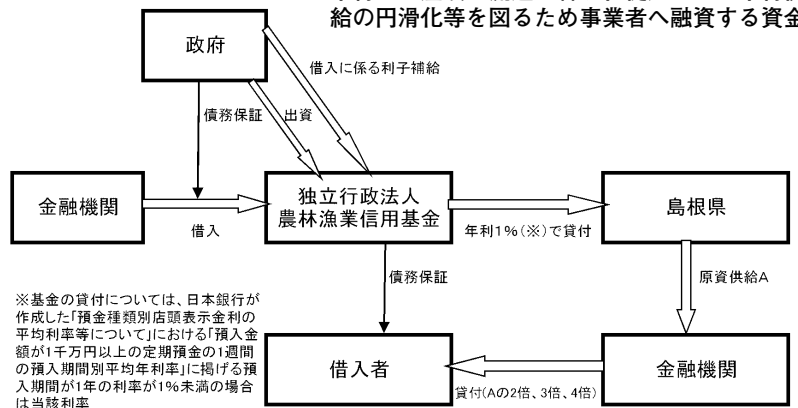 給の円滑化等を図るため事業者へ融資する資金
政府
借入に係る利子補給
債務保証
出資
金融機関
借入
独立行政法人
農林漁業信用基金
年利1%(※)で貸付
島根県
債務保証
原資供給A
※基金の貸付については、日本銀行が
作成した「預金種類別店頭表示金利の
平均利率等について」における「預入金
額が1千万円以上の定期預金の1週間
の預入期間別平均年利率」に掲げる預
入期間が1年の利率が1%未満の場合
は当該利率
借入者
貸付(Aの2倍、3倍、4倍)
金融機関